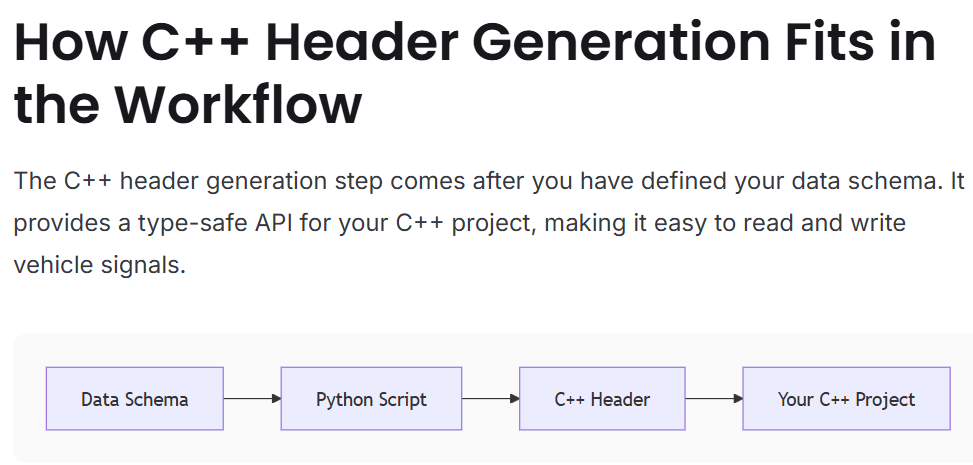 How C++ Header Generation Fits in
the Workflow
The C++ header generation step comes after you have defined your data schema. It
provides a type-safe API for your C++ project, making it easy to read and write
vehicle signals.
Data Schema
Python Script
C++ Header
Your C++ Project